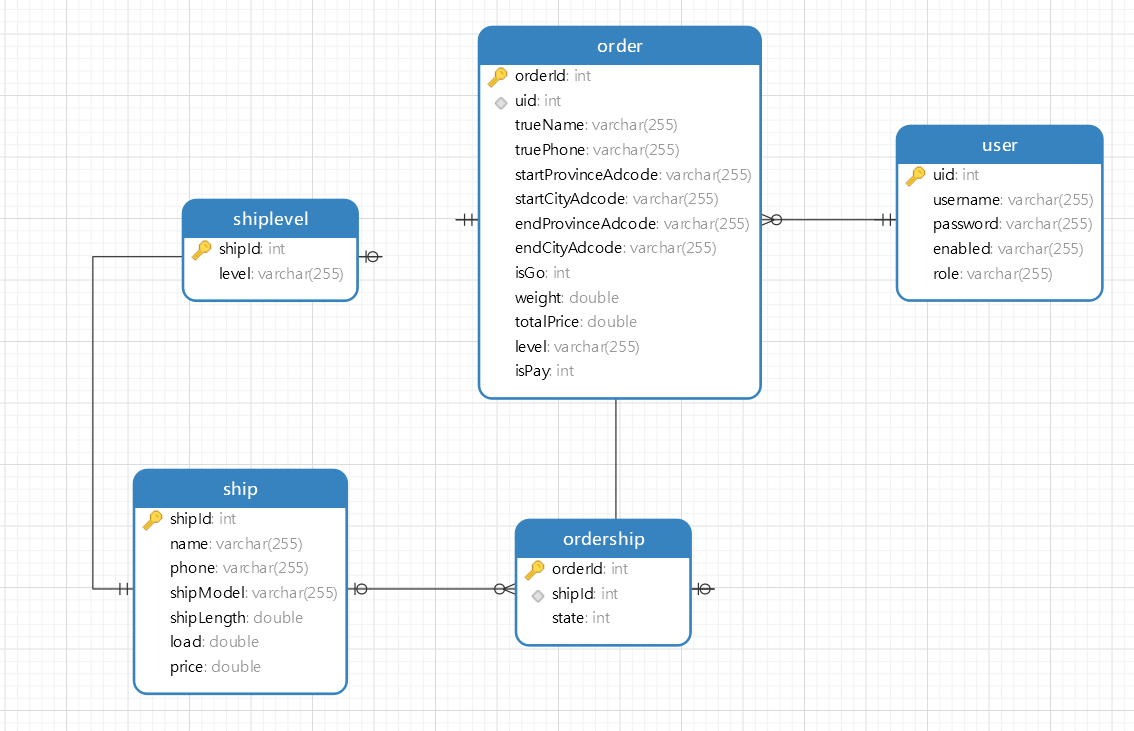 order
orderId: int
uid: int
trueName: varchar(255)
truePhone: varchar(255)
startProvinceAdcode: varchar(255)
startCityAdcode: varchar(255)
endProvinceAdcode: varchar(255)
endCityAdcode: varchar(255)
isGo: int
weight: double
totalPrice: double
level: varchar(255)
isPay: int
user
uid: int
username: varchar(255)
password: varchar(255)
enabled: varchar(255)
role: varchar(255)
shiplevel
shipId: int
level: varchar(255)
ship
shipId: int
name: varchar(255)
phone: varchar(255)
shipModel: varchar(255)
shipLength: double
load: double
price: double
ordership
orderId: int
shipId: int
state: int